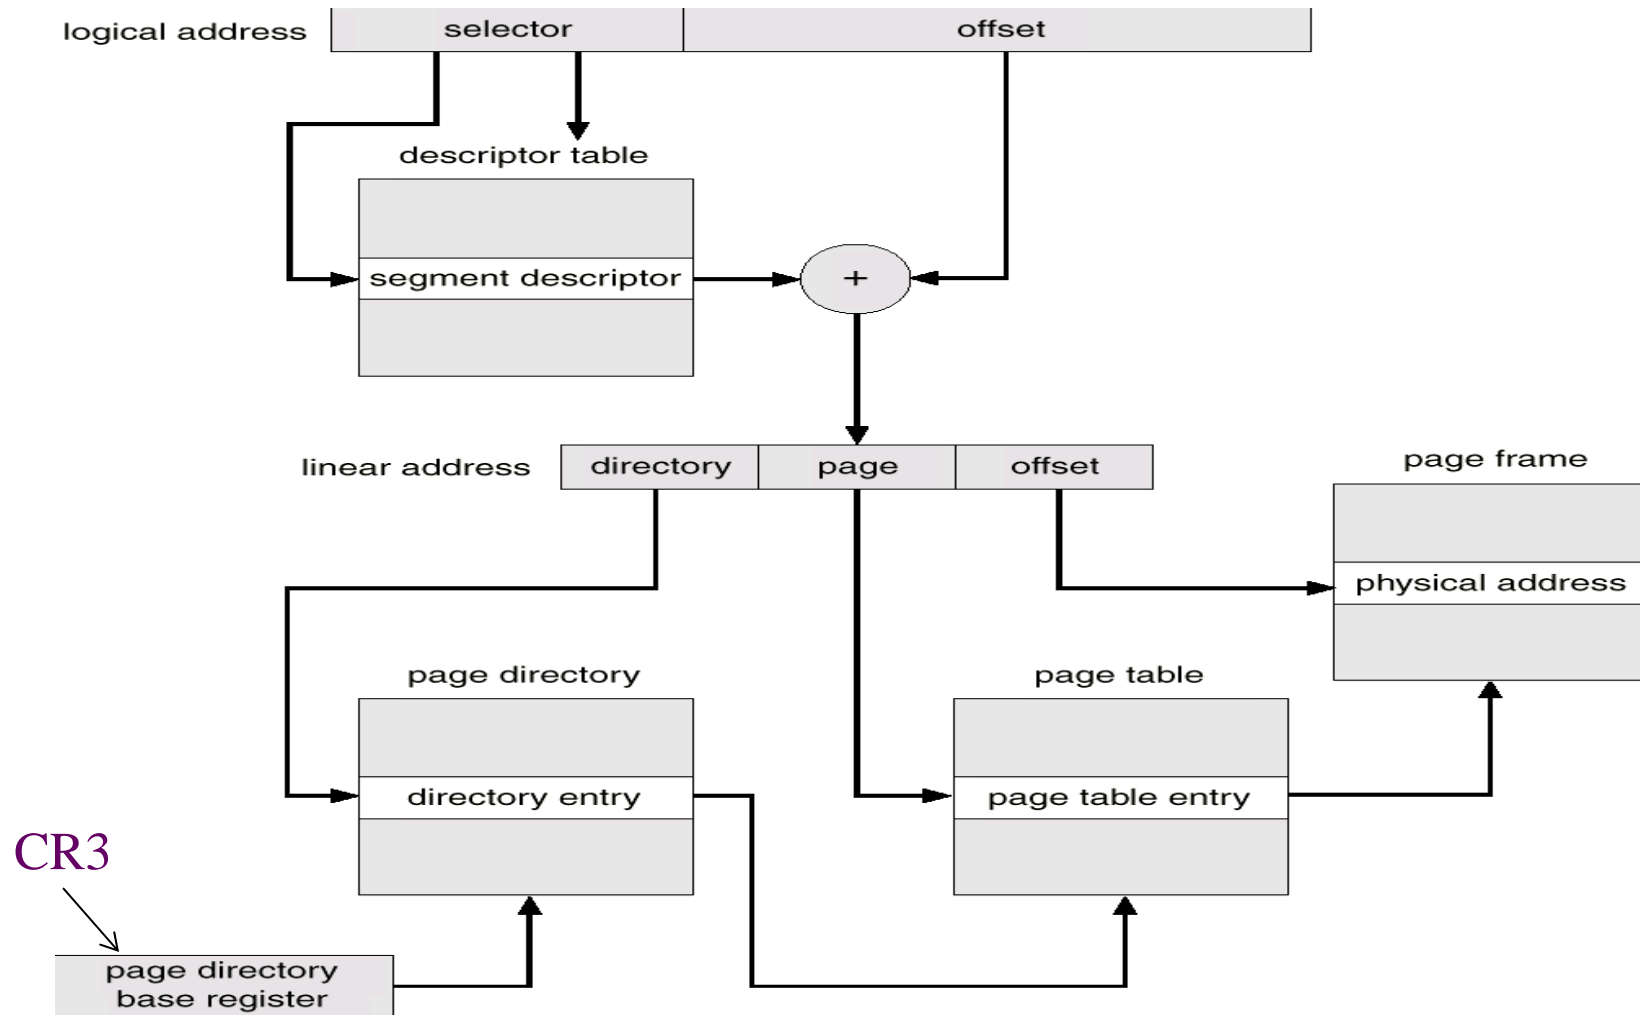 logical address
selector
offset
descriptor table
segment descriptor
+
linear address
directory
page
offset
page frame
physical address
page directory
page table
directory entry
page table entry
CR3
page directory
base register